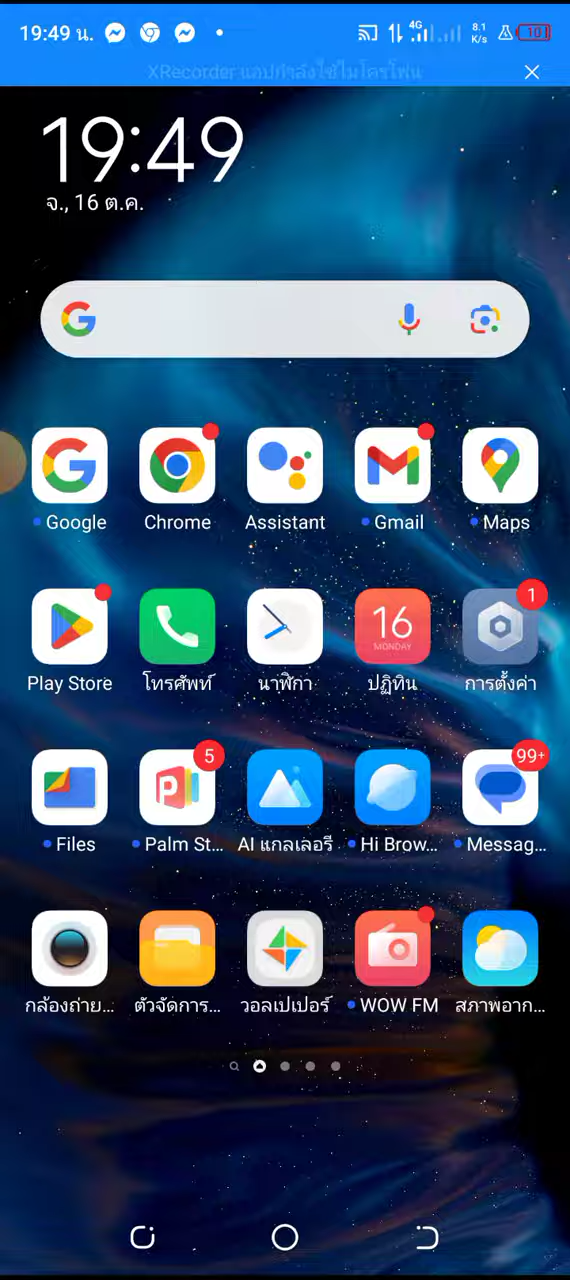 19:49 น.
4G
8.1
K/s
10
XRecorder แอปกำลังใช้ไมโครโฟน
19:49
จ., 16 ต.ค.
Google Chrome Assistant Gmail Maps
16
MONDAY
1
Play Store โทรศัพท์ นาฬิกา ปฏิทิน การตั้งค่า
5 99+
Files Palm St... AI แกลเลอรี Hi Brow... Messag...
กล้องถ่าย... ตัวจัดการ... วอลเปเปอร์ WOW FM สภาพอาก...